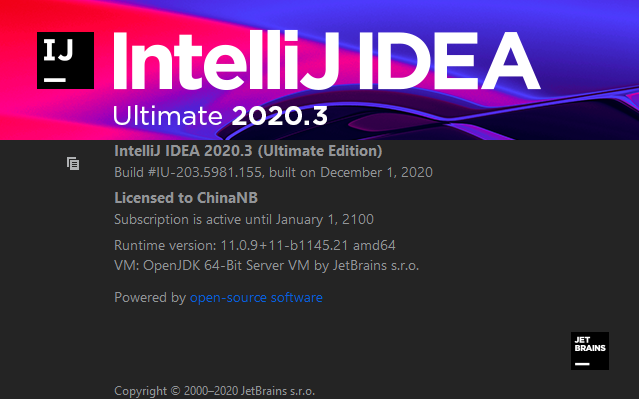 IJ
IntelliJ IDEA
Ultimate 2020.3
IntelliJ IDEA 2020.3 (Ultimate Edition)
Build #IU-203.5981.155, built on December 1, 2020
Licensed to ChinaNB
Subscription is active until January 1, 2100
Runtime version: 11.0.9+11-b1145.21 amd64
VM: OpenJDK 64-Bit Server VM by JetBrains s.r.o.
Powered by open-source software
JET
BRAINS
Copyright © 2000–2020 JetBrains s.r.o.